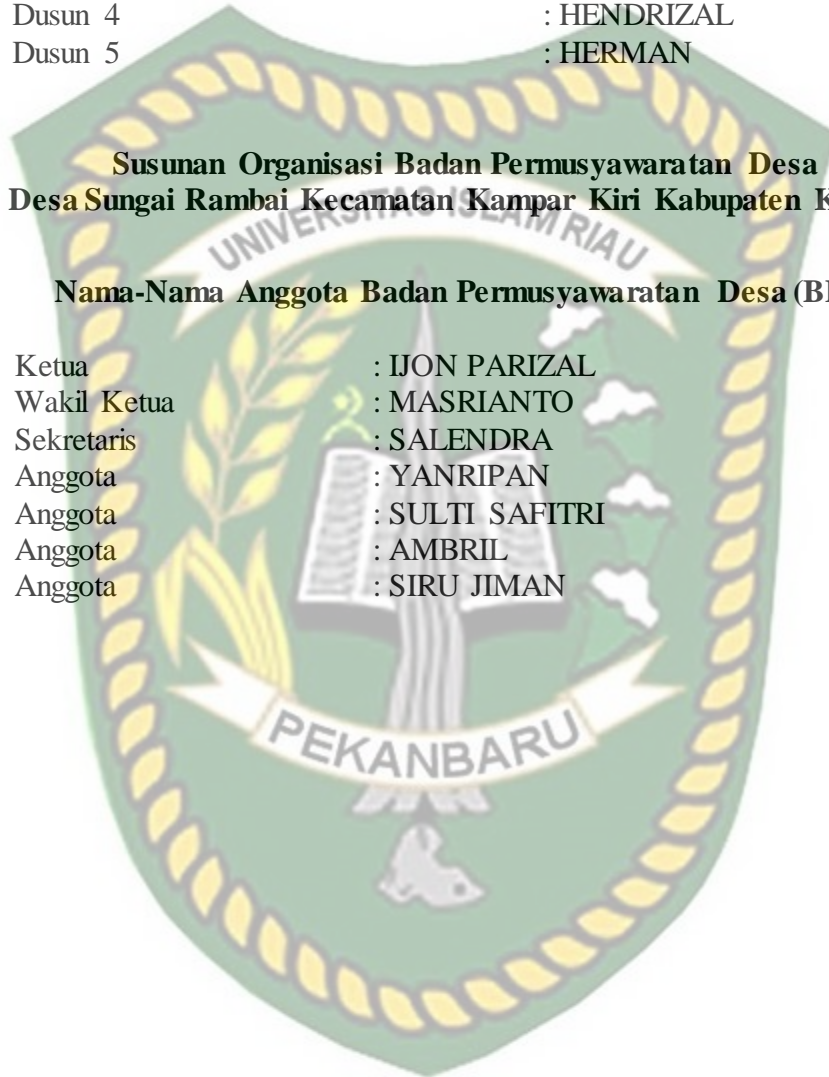 Dusun 4 : HENDRIZAL
Dusun 5 : HERMAN
Susunan Organisasi Badan Permusyawaratan Desa
Desa Sungai Rambai Kecamatan Kampar Kiri Kabupaten K
UNIVERSITAS ISLAM RIAU
Nama-Nama Anggota Badan Permusyawaratan Desa (B
Ketua : IJON PARIZAL
Wakil Ketua : MASRIANTO
Sekretaris : SALENDRA
Anggota : YANRIPAN
Anggota : SULTI SAFITRI
Anggota : AMBRIL
Anggota : SIRU JIMAN
PEKANBARU